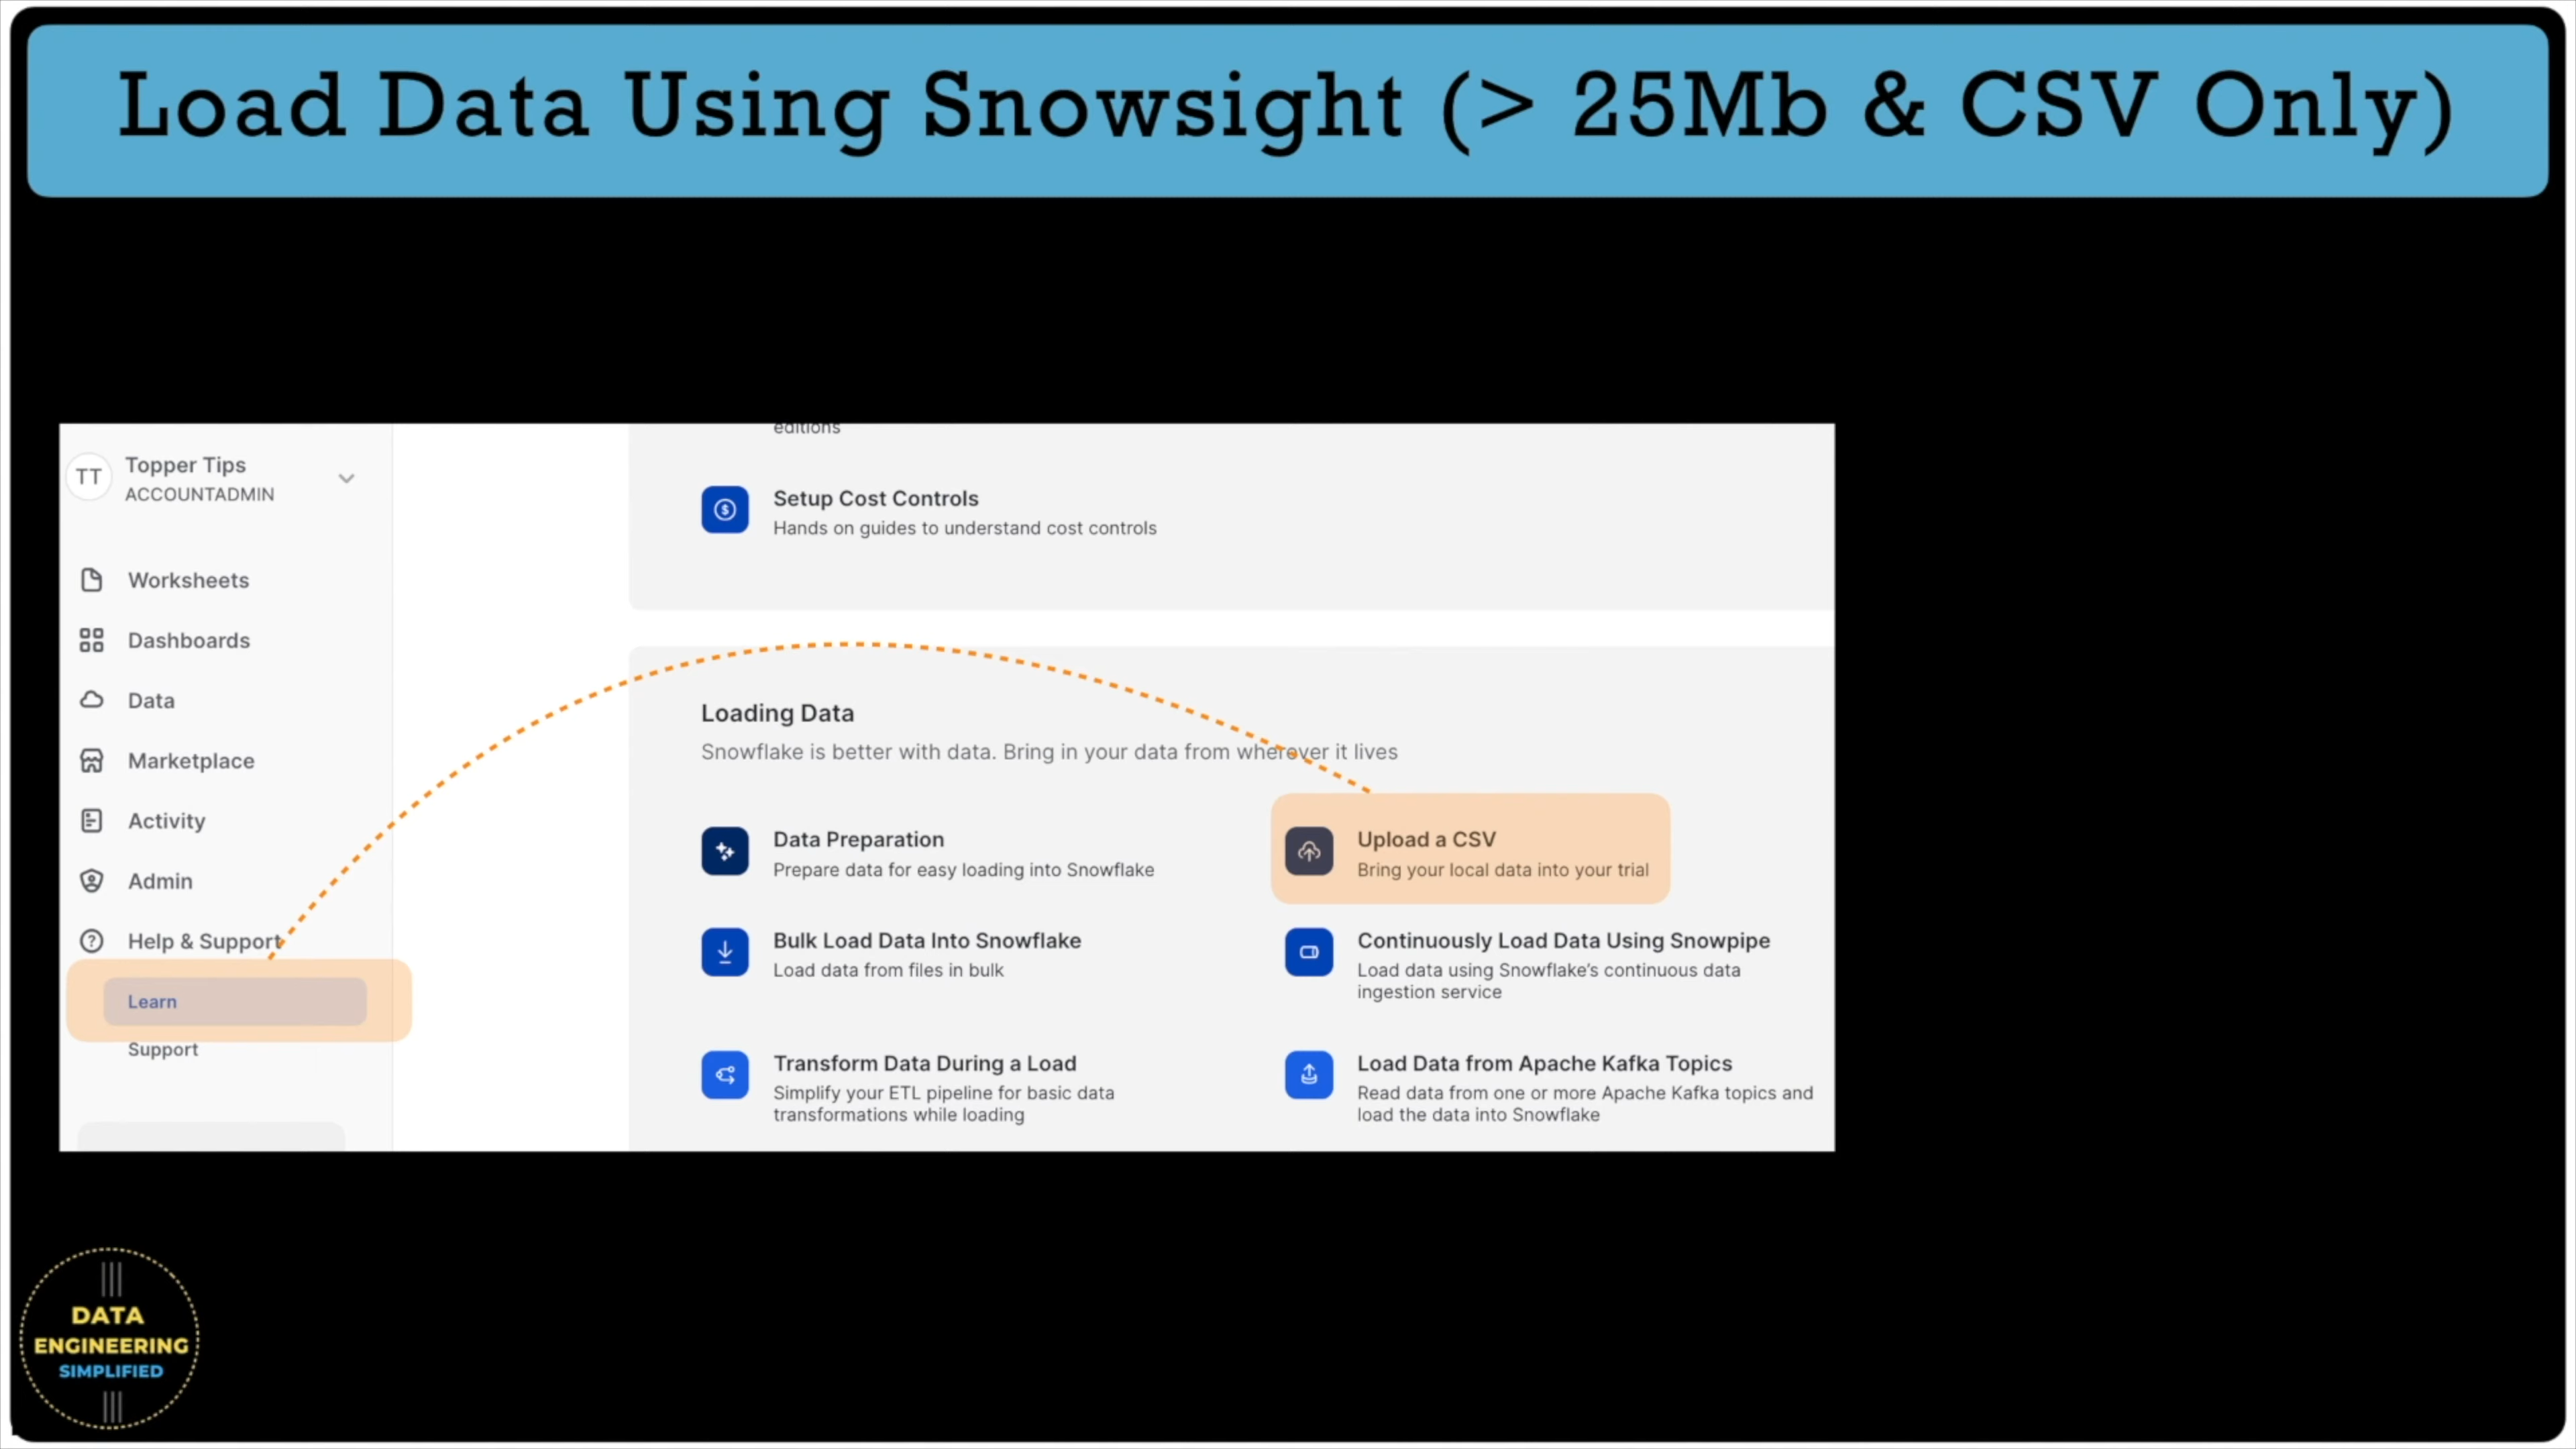 Load Data Using Snowsight (> 25Mb & CSV Only)
TT
Topper Tips
ACCOUNTADMIN
Worksheets
Dashboards
Data
Marketplace
Activity
Admin
Help & Support
Learn
Support
editions
Setup Cost Controls
Hands on guides to understand cost controls
Loading Data
Snowflake is better with data. Bring in your data from wherever it lives
Data Preparation
Prepare data for easy loading into Snowflake
Upload a CSV
Bring your local data into your trial
Bulk Load Data Into Snowflake
Load data from files in bulk
Continuously Load Data Using Snowpipe
Load data using Snowflake's continuous data
ingestion service
Transform Data During a Load
Simplify your ETL pipeline for basic data
transformations while loading
Load Data from Apache Kafka Topics
Read data from one or more Apache Kafka topics and
load the data into Snowflake
DATA
ENGINEERING
SIMPLIFIED